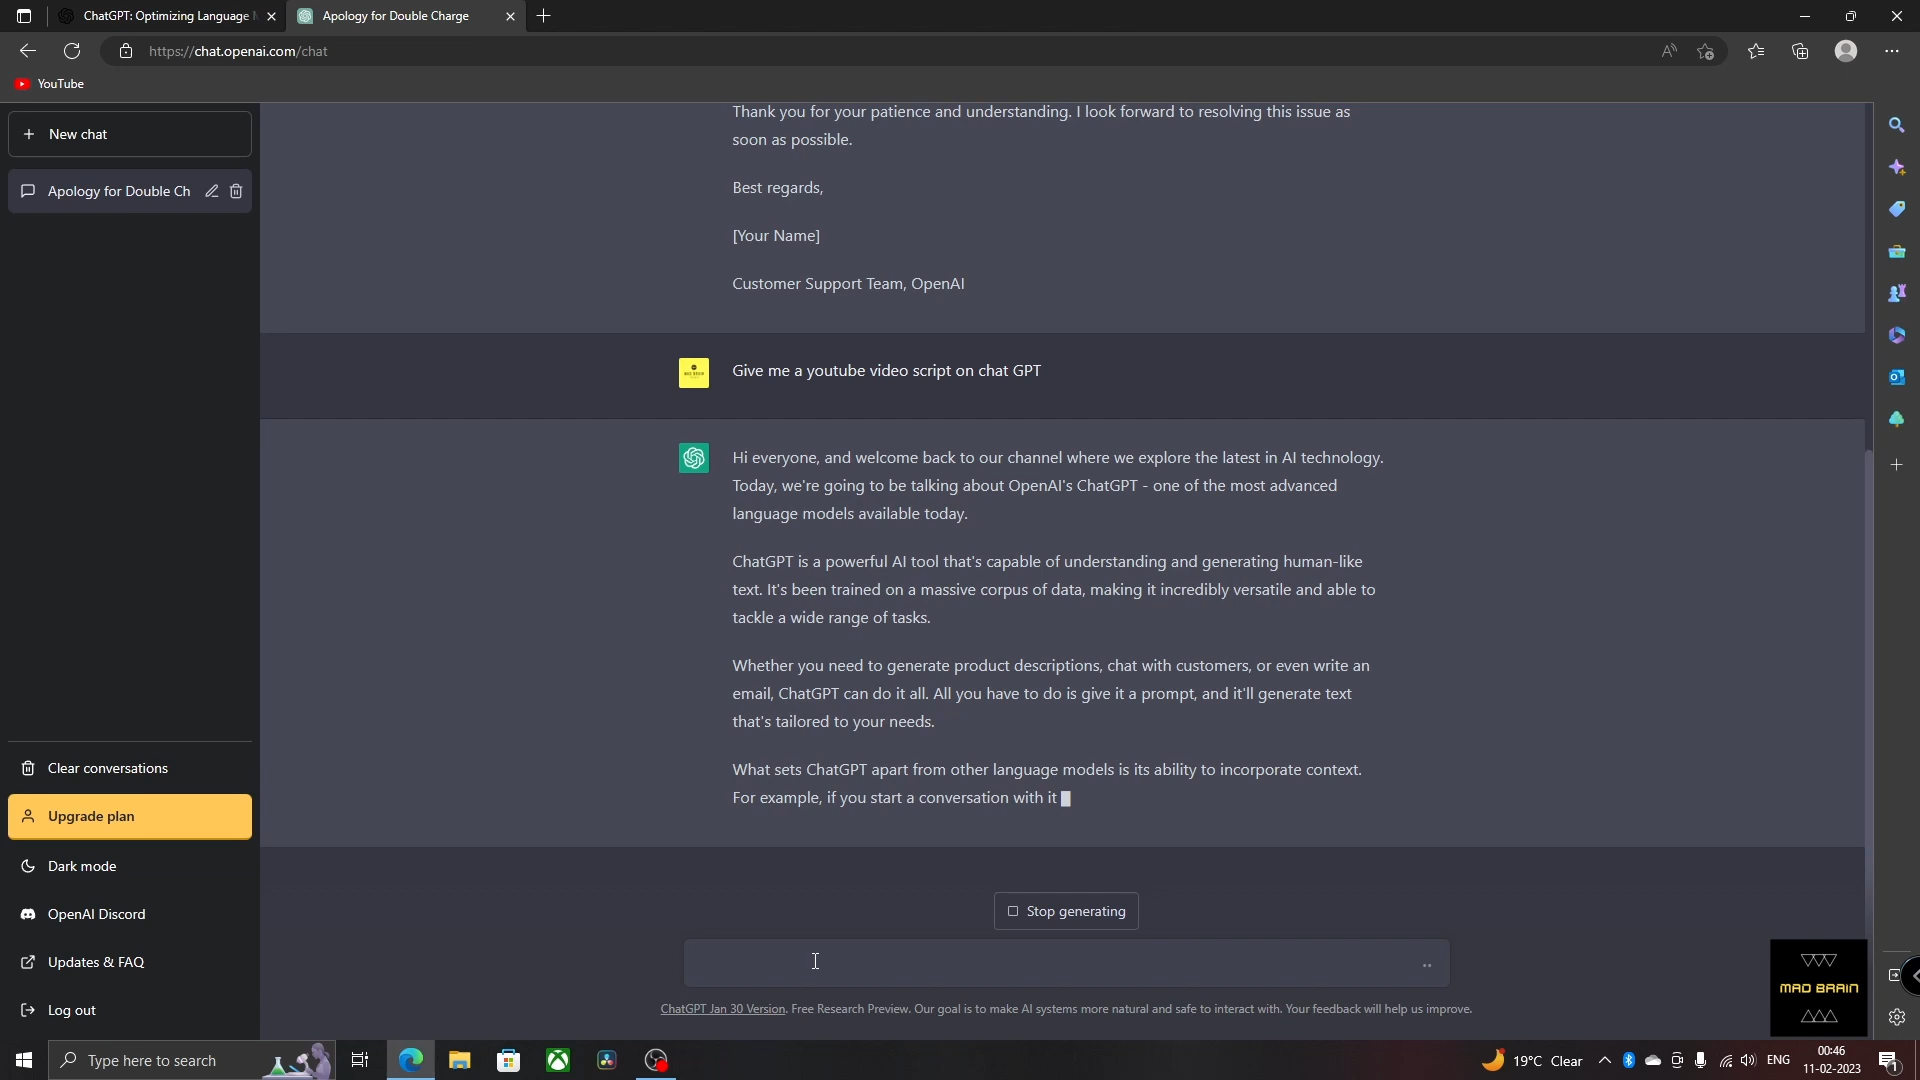 ChatGPT: Optimizing Language
Apology for Double Charge
https://chat.openai.com/chat
YouTube
New chat
Apology for Double Ch
Thank you for your patience and understanding. I look forward to resolving this issue as
soon as possible.
Best regards,
[Your Name]
Customer Support Team, OpenAI
Give me a youtube video script on chat GPT
Hi everyone, and welcome back to our channel where we explore the latest in AI technology.
Today, we're going to be talking about OpenAI's ChatGPT - one of the most advanced
language models available today.
ChatGPT is a powerful AI tool that's capable of understanding and generating human-like
text. It's been trained on a massive corpus of data, making it incredibly versatile and able to
tackle a wide range of tasks.
Whether you need to generate product descriptions, chat with customers, or even write an
email, ChatGPT can do it all. All you have to do is give it a prompt, and it'll generate text
that's tailored to your needs.
What sets ChatGPT apart from other language models is its ability to incorporate context.
For example, if you start a conversation with it
Clear conversations
Upgrade plan
Dark mode
OpenAI Discord
Updates & FAQ
Log out
Stop generating
ChatGPT Jan 30 Version. Free Research Preview. Our goal is to make AI systems more natural and safe to interact with. Your feedback will help us improve.
MAD BRAIN
Type here to search
19°C Clear
ENG
00:46
11-02-2023
1